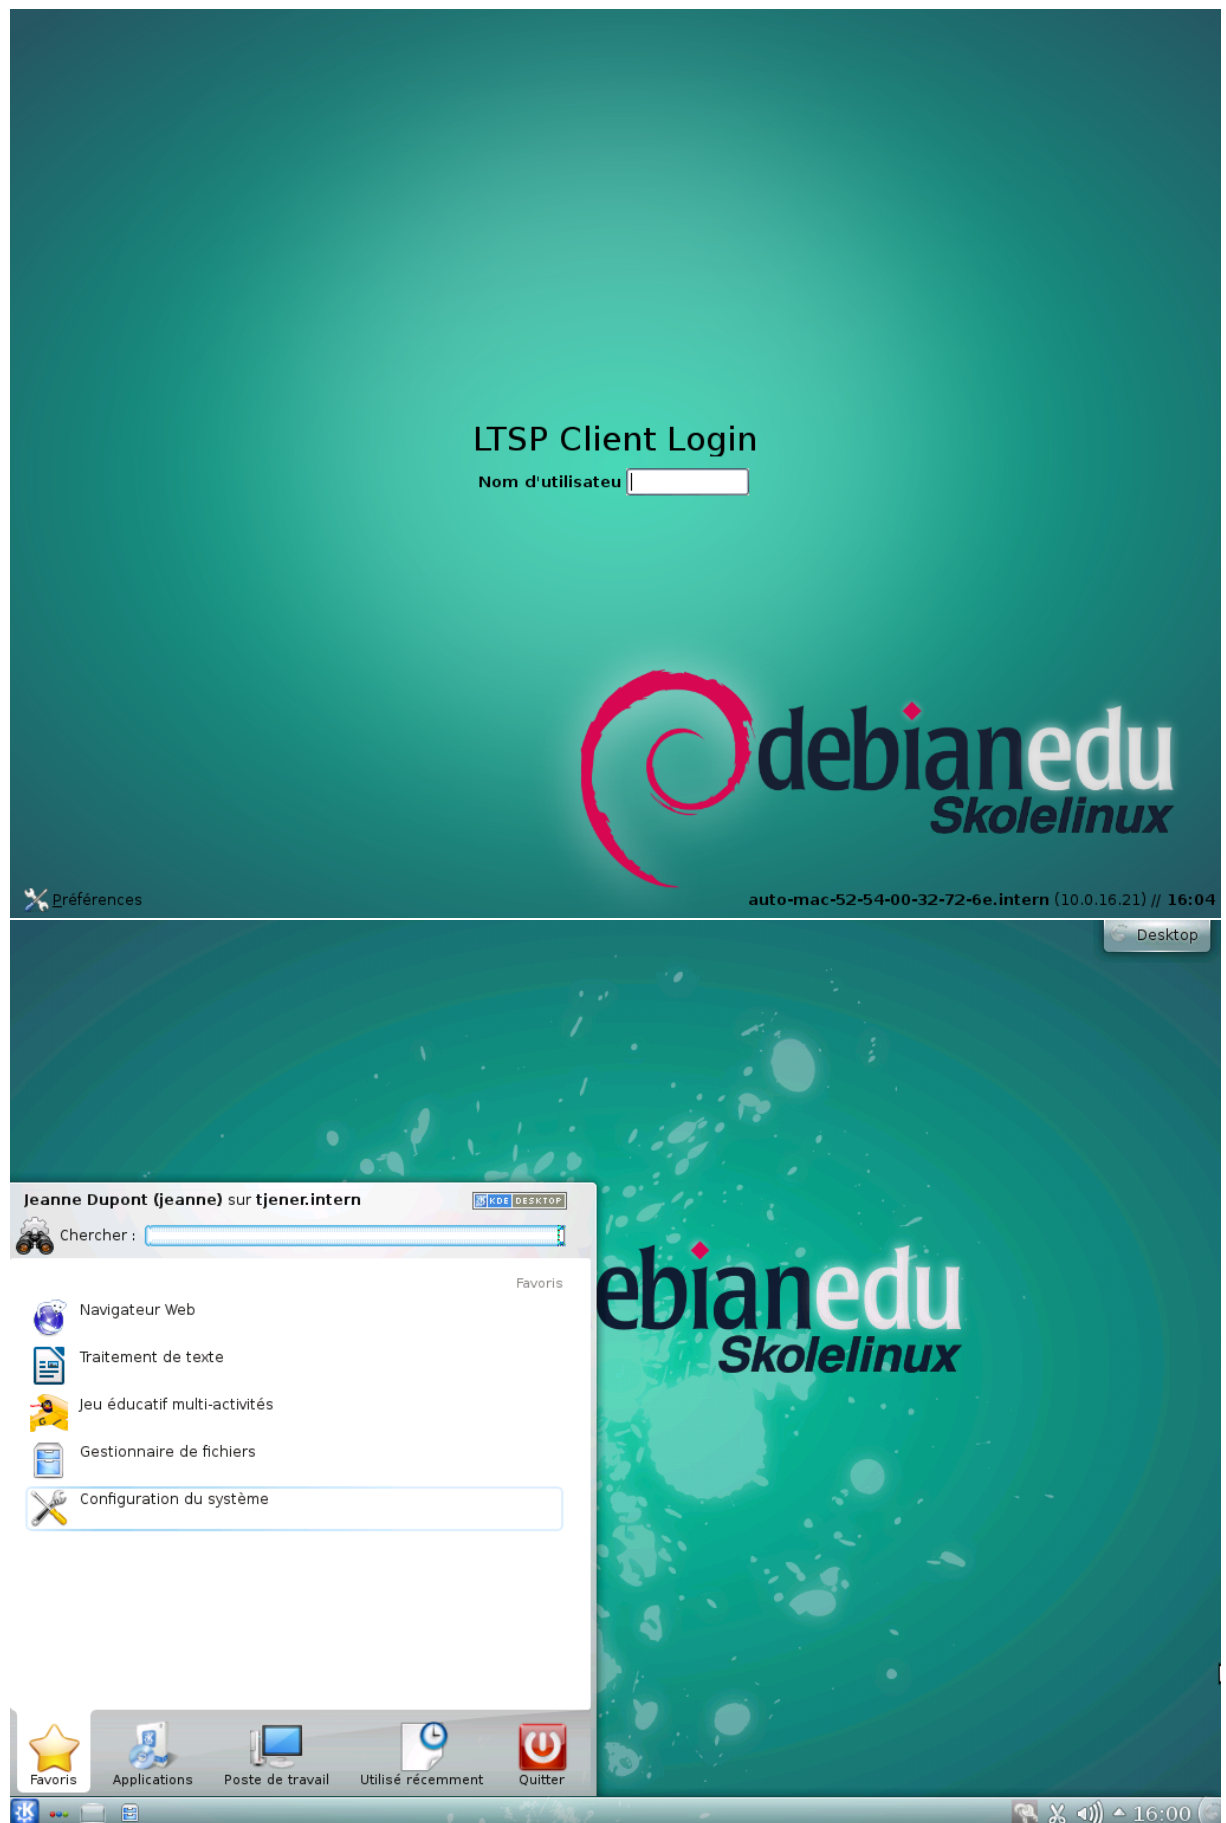 LTSP Client Login
Nom d'utilisateu
debianedu
Skolelinux
Préférences
auto-mac-52-54-00-32-72-6e.intern (10.0.16.21) // 16:04
Desktop
Jeanne Dupont (jeanne) sur tjener.intern
KDE DESKTOP
Chercher :
Favoris
Navigateur Web
Traitement de texte
Jeu éducatif multi-activités
Gestionnaire de fichiers
Configuration du système
ebianedu
Skolelinux
Favoris Applications Poste de travail Utilisé récemment Quitter
16:00